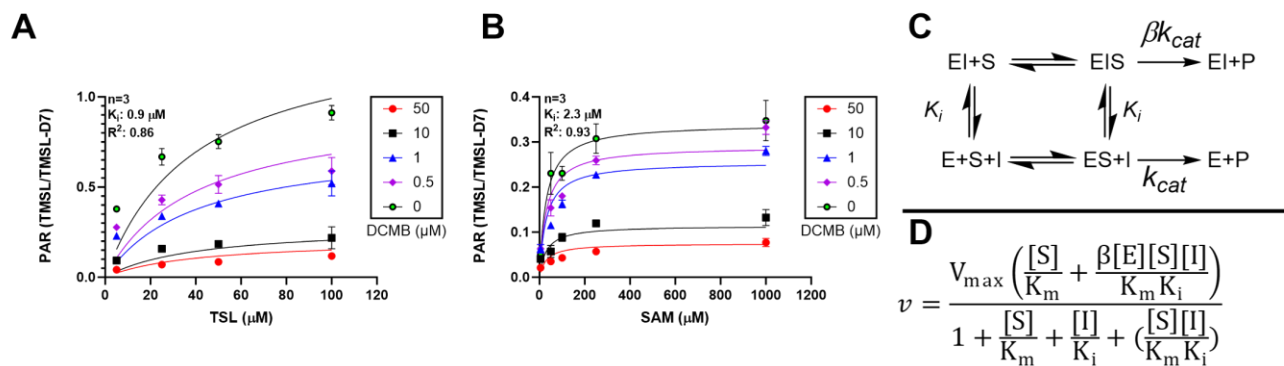 A
PAR (TMSL/TMSL-D7)
n=3
Ki: 0.9 μM
R²: 0.86
1.0
0.5
0.0
0 20 40 60 80 100 120
TSL (μM)
50
10
1
0.5
0
DCMB (μM)
B
PAR (TMSL/TMSL-D7)
n=3
Ki: 2.3 μM
R²: 0.93
0.4
0.3
0.2
0.1
0.0
0 200 400 600 800 1000 1200
SAM (μM)
50
10
1
0.5
0
DCMB (μM)
C
βkcat
EI+S EIS EI+P
Ki Ki
E+S+I ES+I E+P
kcat
D
v = Vmax ([S]/Km + β[E][S][I]/KmKi) / 1 + [S]/Km + [I]/Ki + ([S][I]/KmKi)